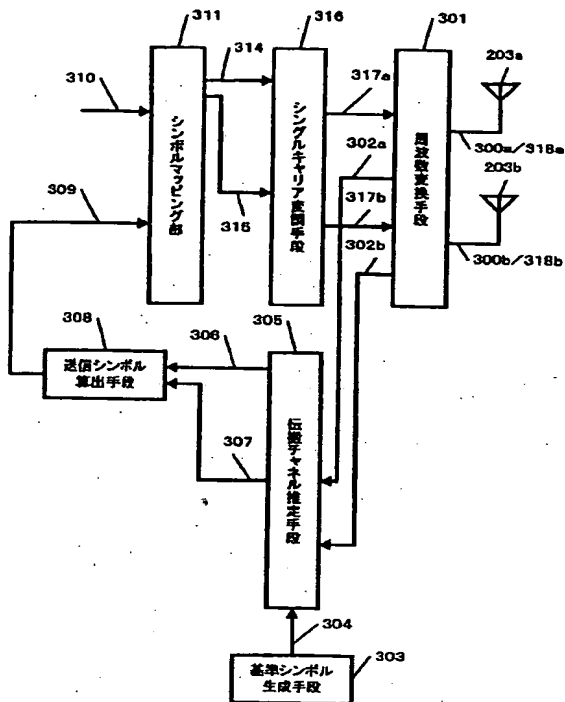 311
316
301
310
314
317a
203a
シンボルマッピング部
シングルキャリア変調手段
周波数変換手段
302a
300a/318a
309
315
317b
203b
302b
300b/318b
308
306
305
送信シンボル
算出手段
307
伝搬チャネル推定手段
304
基準シンボル
生成手段
303